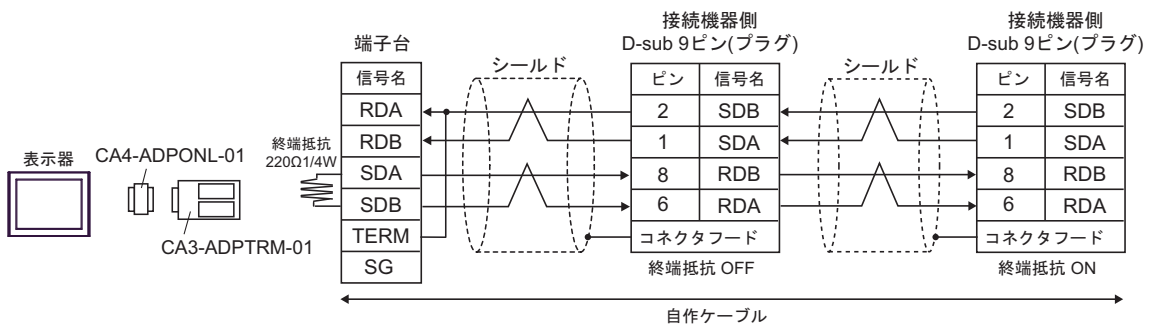 表示器
CA4-ADPONL-01
CA3-ADPTRM-01
終端抵抗
220Ω1/4W
端子台
信号名
RDA
RDB
SDA
SDB
TERM
SG
シールド
接続機器側
D-sub 9ピン(プラグ)
ピン 信号名
2 SDB
1 SDA
8 RDB
6 RDA
コネクタフード
終端抵抗 OFF
シールド
接続機器側
D-sub 9ピン(プラグ)
ピン 信号名
2 SDB
1 SDA
8 RDB
6 RDA
コネクタフード
終端抵抗 ON
自作ケーブル